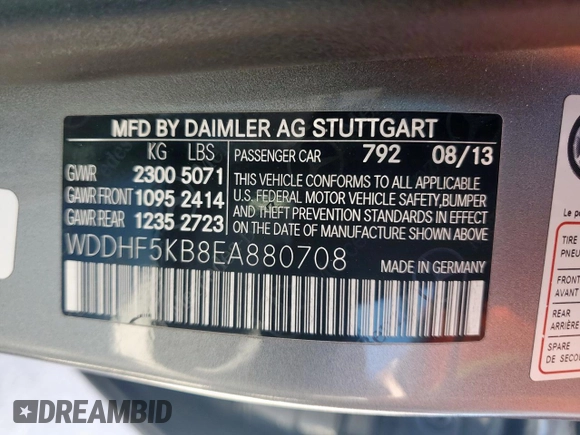 MFD BY DAIMLER AG STUTTGART
KG LBS PASSENGER CAR 792 08/13
GVWR 2300 5071
GAWR FRONT 1095 2414
GAWR REAR 1235 2723
THIS VEHICLE CONFORMS TO ALL APPLICABLE
U.S. FEDERAL MOTOR VEHICLE SAFETY,BUMPER
AND THEFT PREVENTION STANDARDS IN EFFECT
ON THE DATE OF MANUFACTURE SHOWN ABOVE.
WDDHF5KB8EA880708 MADE IN GERMANY
TIRE
PNEU
FRONT
REAR
ARRIÈRE
SPARE
DE SECO
DREAMBID